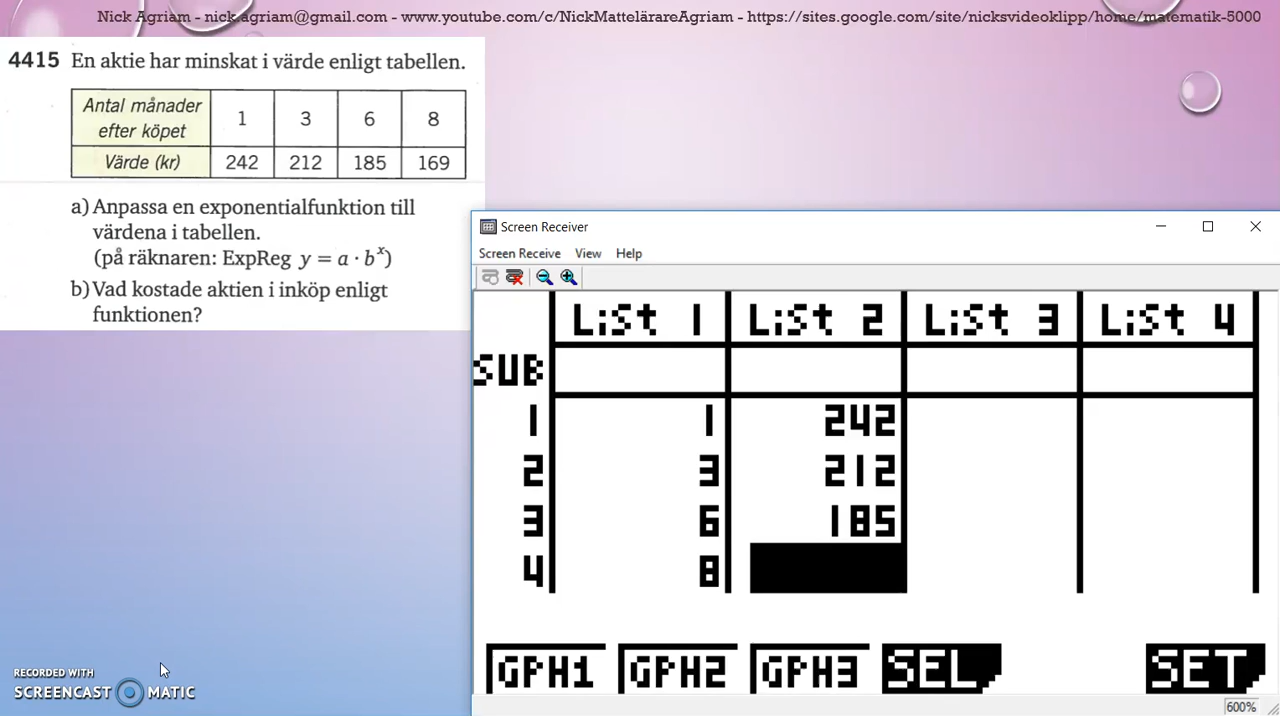 Nick Agriam - nick.agriam@gmail.com - www.youtube.com/c/NickMattelärareAgriam - https://sites.google.com/site/nicksvideoklipp/home/matematik-5000
4415 En aktie har minskat i värde enligt tabellen.
Antal månader efter köpet 1 3 6 8
Värde (kr) 242 212 185 169
a) Anpassa en exponentialfunktion till
värdena i tabellen.
(på räknaren: ExpReg y = a · b^x)
b) Vad kostade aktien i inköp enligt
funktionen?
Screen Receiver
Screen Receive View Help
List 1 List 2 List 3 List 4
SUB
1 1 242
2 3 212
3 6 185
4 8
GPH1 GPH2 GPH3 SEL SET
600%
RECORDED WITH
SCREENCAST MATIC